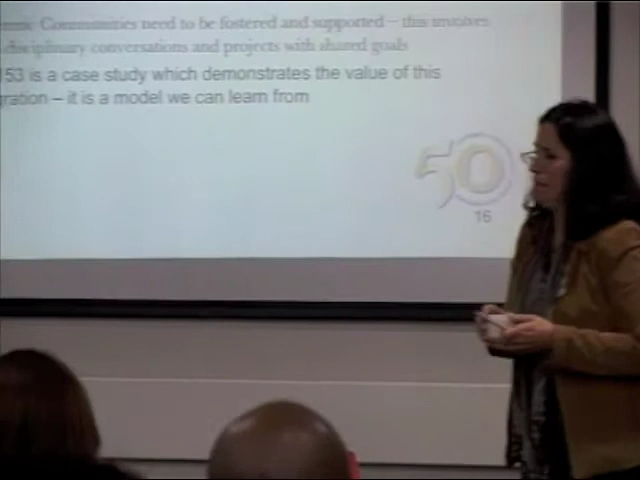 Communities need to be fostered and supported – this involves
disciplinary conversations and projects with shared goals
153 is a case study which demonstrates the value of this
gration – it is a model we can learn from
50
16